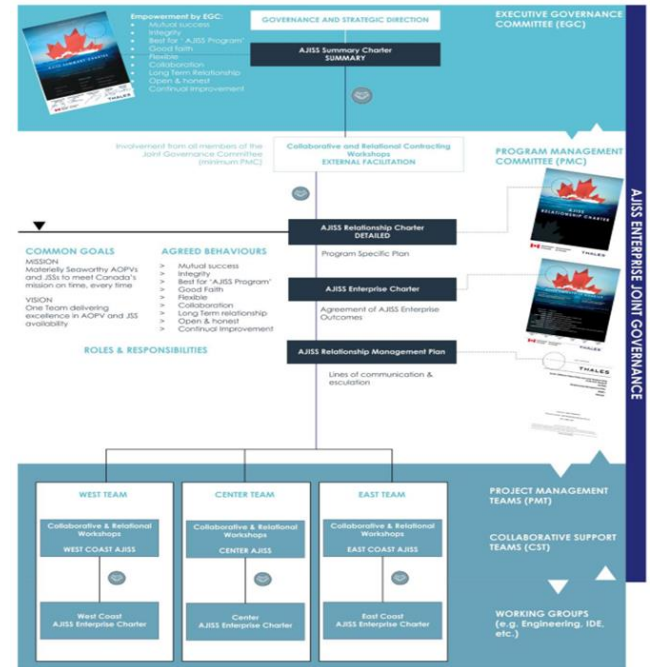 Empowerment by EGC:
• Mutual success
• Integrity
• Best for ' AJISS Program'
• Good faith
• Flexible
• Collaboration
• Long Term Relationship
• Open & honest
• Continual Improvement
THALES
GOVERNANCE AND STRATEGIC DIRECTION
AJISS Summary Charter
SUMMARY
EXECUTIVE GOVERNANCE
COMMITTEE (EGC)
Involvement from all members of the
Joint Governance Committee
(minimum PMC)
Collaborative and Relational Contracting
Workshops
EXTERNAL FACILITATION
PROGRAM MANAGEMENT
COMMITTEE (PMC)
AJISS
RELATIONSHIP CHARTER
THALES
AJISS Relationship Charter
DETAILED
Program Specific Plan
COMMON GOALS
MISSION
Materielly Seaworthy AOPVs
and JSSs to meet Canada's
mission on time, every time
VISION
One Team delivering
excellence in AOPV and JSS
availability
AGREED BEHAVIOURS
> Mutual success
> Integrity
> Best for 'AJISS Program'
> Good Faith
> Flexible
> Collaboration
> Long Term relationship
> Open & honest
> Continual Improvement
AJISS Enterprise Charter
Agreement of AJISS Enterprise
Outcomes
THALES
ROLES & RESPONSIBILITIES
AJISS Relationship Management Plan
Lines of communication &
esculation
THALES
AJISS ENTERPRISE JOINT GOVERNANCE
WEST TEAM
Collaborative & Relational
Workshops
WEST COAST AJISS
West Coast
AJISS Enterprise Charter
CENTER TEAM
Collaborative & Relational
Workshops
CENTER AJISS
Center
AJISS Enterprise Charter
EAST TEAM
Collaborative & Relational
Workshops
EAST COAST AJISS
East Coast
AJISS Enterprise Charter
PROJECT MANAGEMENT
TEAMS (PMT)
COLLABORATIVE SUPPORT
TEAMS (CST)
WORKING GROUPS
(e.g. Engineering, IDE,
etc.)